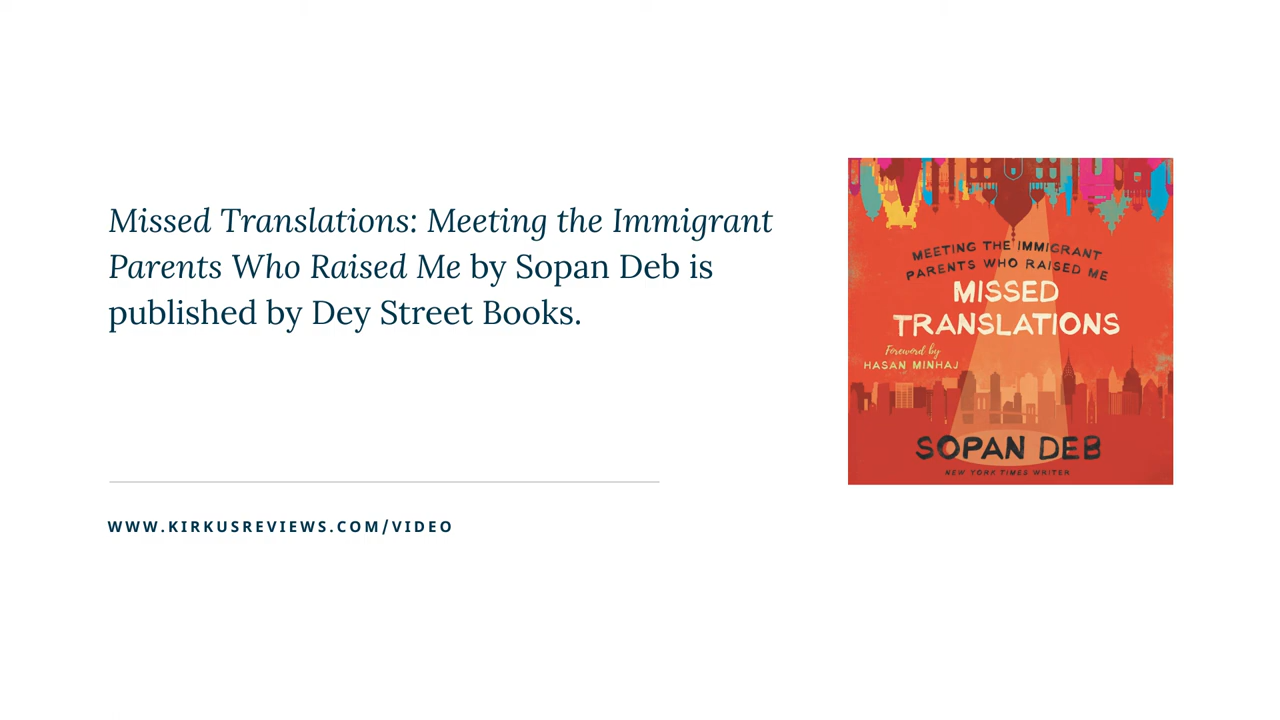 Missed Translations: Meeting the Immigrant
Parents Who Raised Me by Sopan Deb is
published by Dey Street Books.
WWW.KIRKUSREVIEWS.COM/VIDEO
MEETING THE IMMIGRANT
PARENTS WHO RAISED ME
MISSED
TRANSLATIONS
Foreword by
HASAN MINHAJ
SOPAN DEB
NEW YORK TIMES WRITER